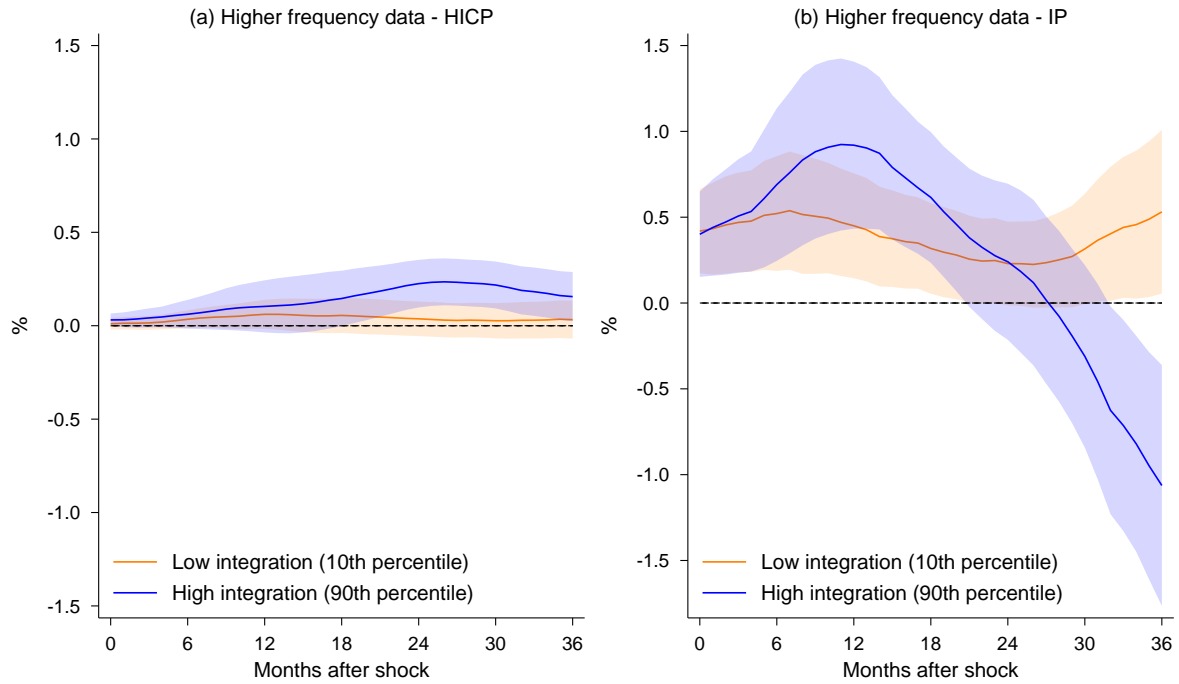 (a) Higher frequency data - HICP
1.5
1.0
0.5
0.0
-0.5
-1.0
-1.5
%
Low integration (10th percentile)
High integration (90th percentile)
0 6 12 18 24 30 36
Months after shock
(b) Higher frequency data - IP
1.5
1.0
0.5
0.0
-0.5
-1.0
-1.5
%
Low integration (10th percentile)
High integration (90th percentile)
0 6 12 18 24 30 36
Months after shock